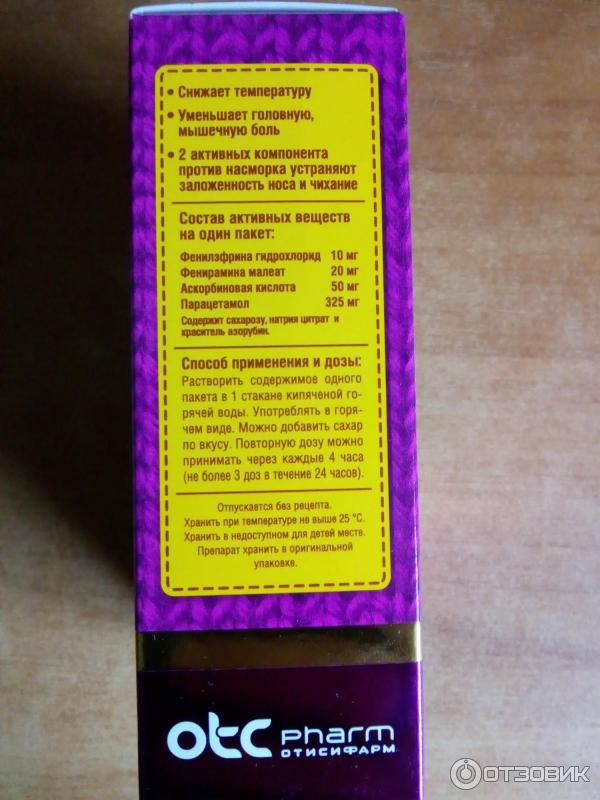 • Снижает температуру
• Уменьшает головную,
мышечную боль
• 2 активных компонента
против насморка устраняют
заложенность носа и чихание
Состав активных веществ
на один пакет:
Фенилэфрина гидрохлорид 10 мг
Фенирамина малеат 20 мг
Аскорбиновая кислота 50 мг
Парацетамол 325 мг
Содержит сахарозу, натрия цитрат и
краситель азорубин.
Способ применения и дозы:
Растворить содержимое одного
пакета в 1 стакане кипяченой го-
рячей воды. Употреблять в горя-
чем виде. Можно добавить сахар
по вкусу. Повторную дозу можно
принимать через каждые 4 часа
(не более 3 доз в течение 24 часов).
Отпускается без рецепта.
Хранить при температуре не выше 25 °С.
Хранить в недоступном для детей месте.
Препарат хранить в оригинальной
упаковке.
otc pharm
ОТИСИФАРМ
ОТЗОВИК